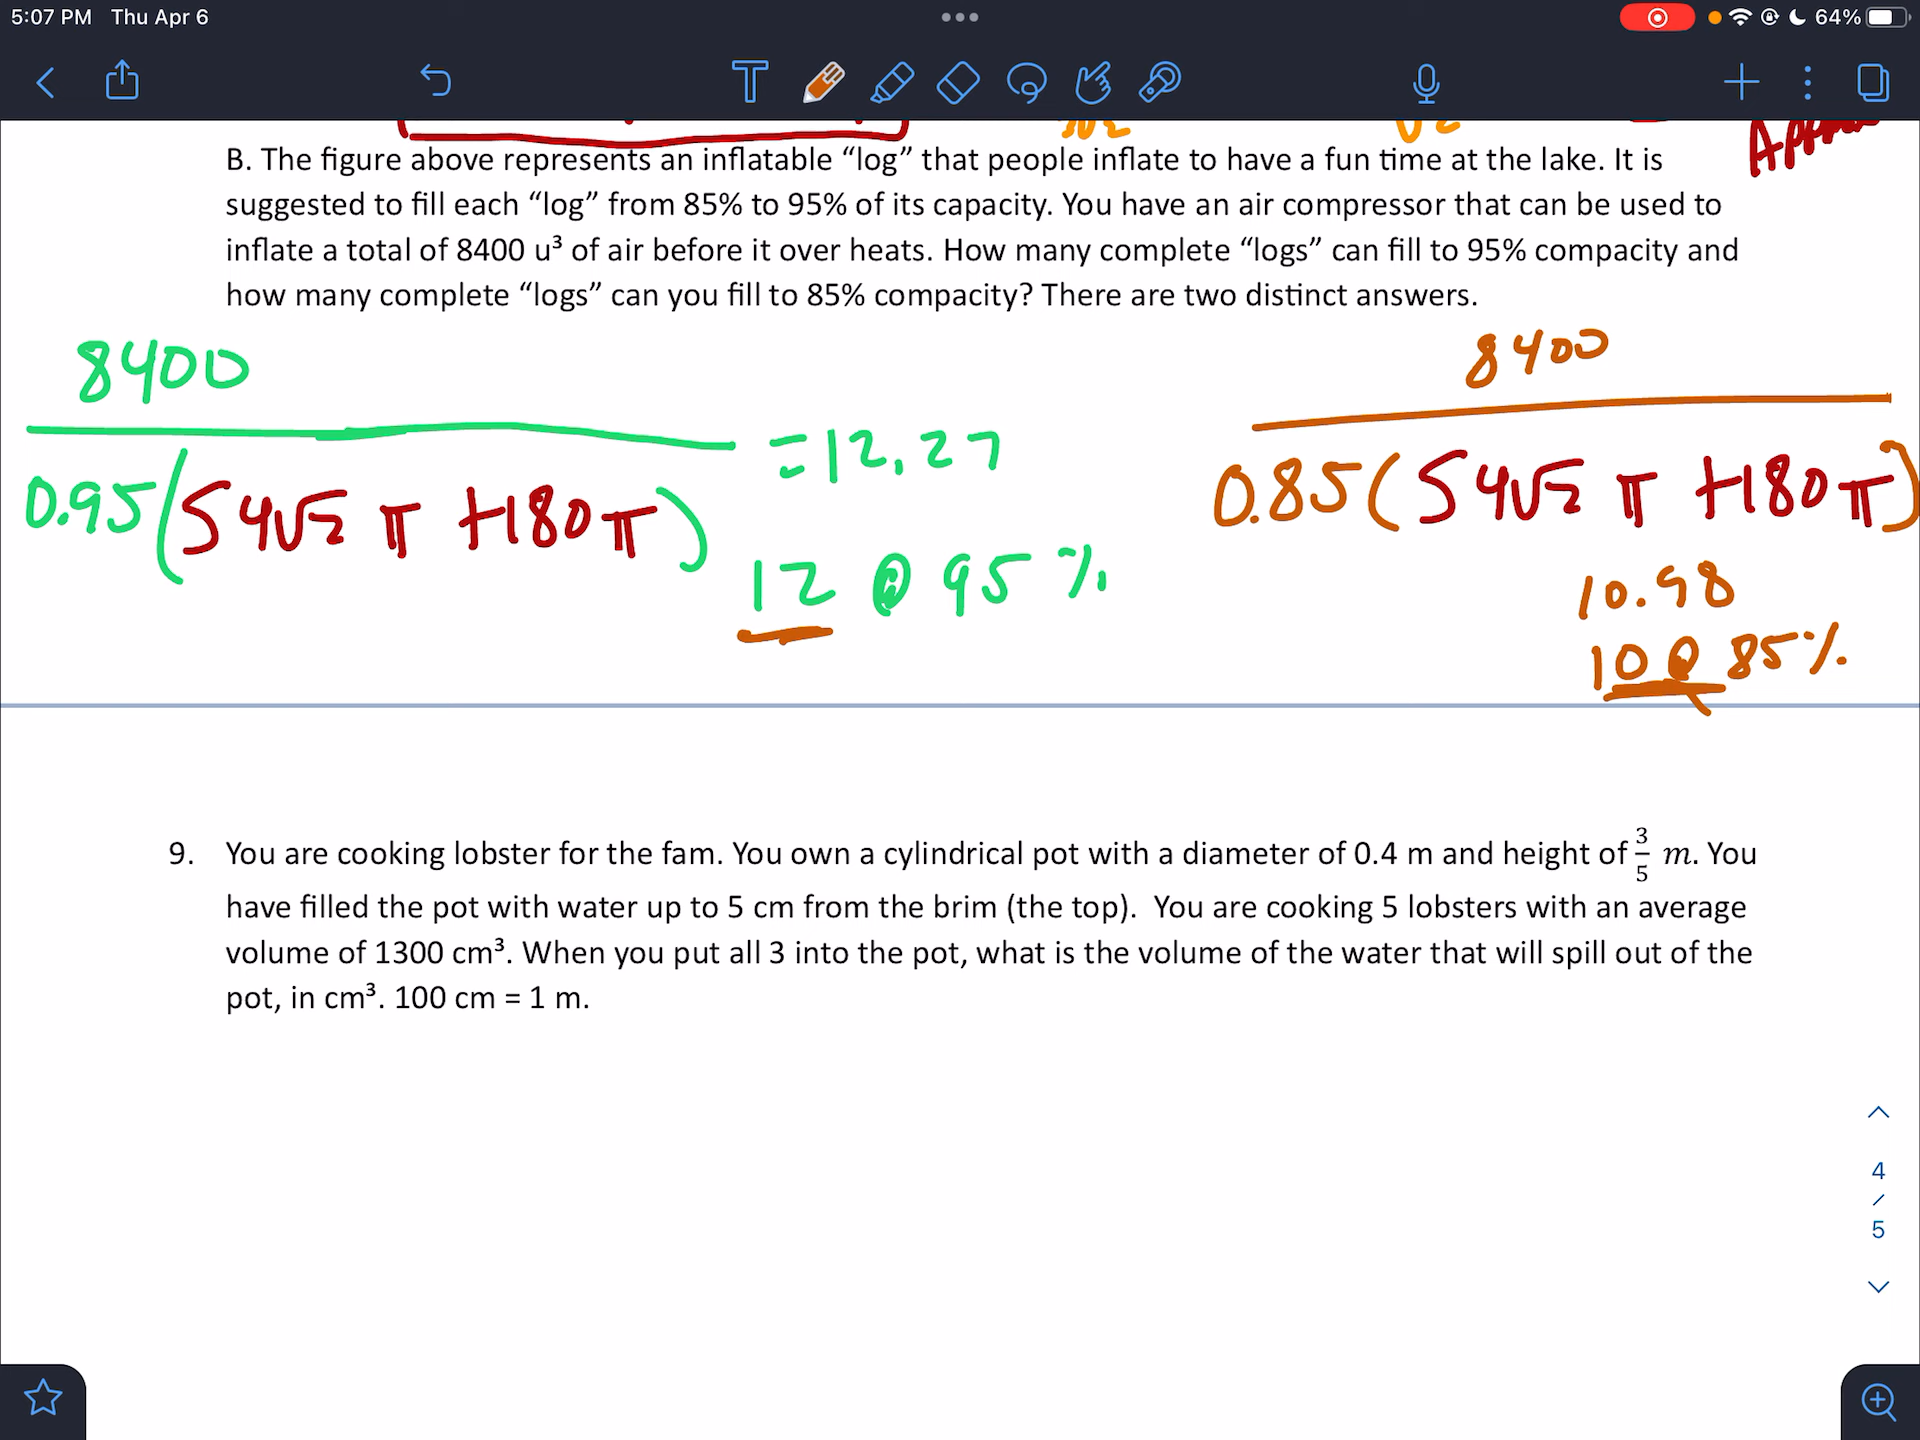 5:07 PM Thu Apr 6
64%
B. The figure above represents an inflatable “log” that people inflate to have a fun time at the lake. It is
suggested to fill each “log” from 85% to 95% of its capacity. You have an air compressor that can be used to
inflate a total of 8400 u³ of air before it over heats. How many complete “logs” can fill to 95% compacity and
how many complete “logs” can you fill to 85% compacity? There are two distinct answers.
8400
0.95(54√2 π +180π)
=12.27
12 @ 95 %
8400
0.85(54√2 π +180π)
10.98
10 @ 85%
9. You are cooking lobster for the fam. You own a cylindrical pot with a diameter of 0.4 m and height of 3/5 m. You
have filled the pot with water up to 5 cm from the brim (the top). You are cooking 5 lobsters with an average
volume of 1300 cm³. When you put all 3 into the pot, what is the volume of the water that will spill out of the
pot, in cm³. 100 cm = 1 m.
4
/
5